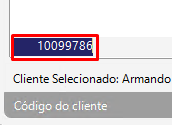 10099786
Cliente Selecionado: Armando
Código do cliente